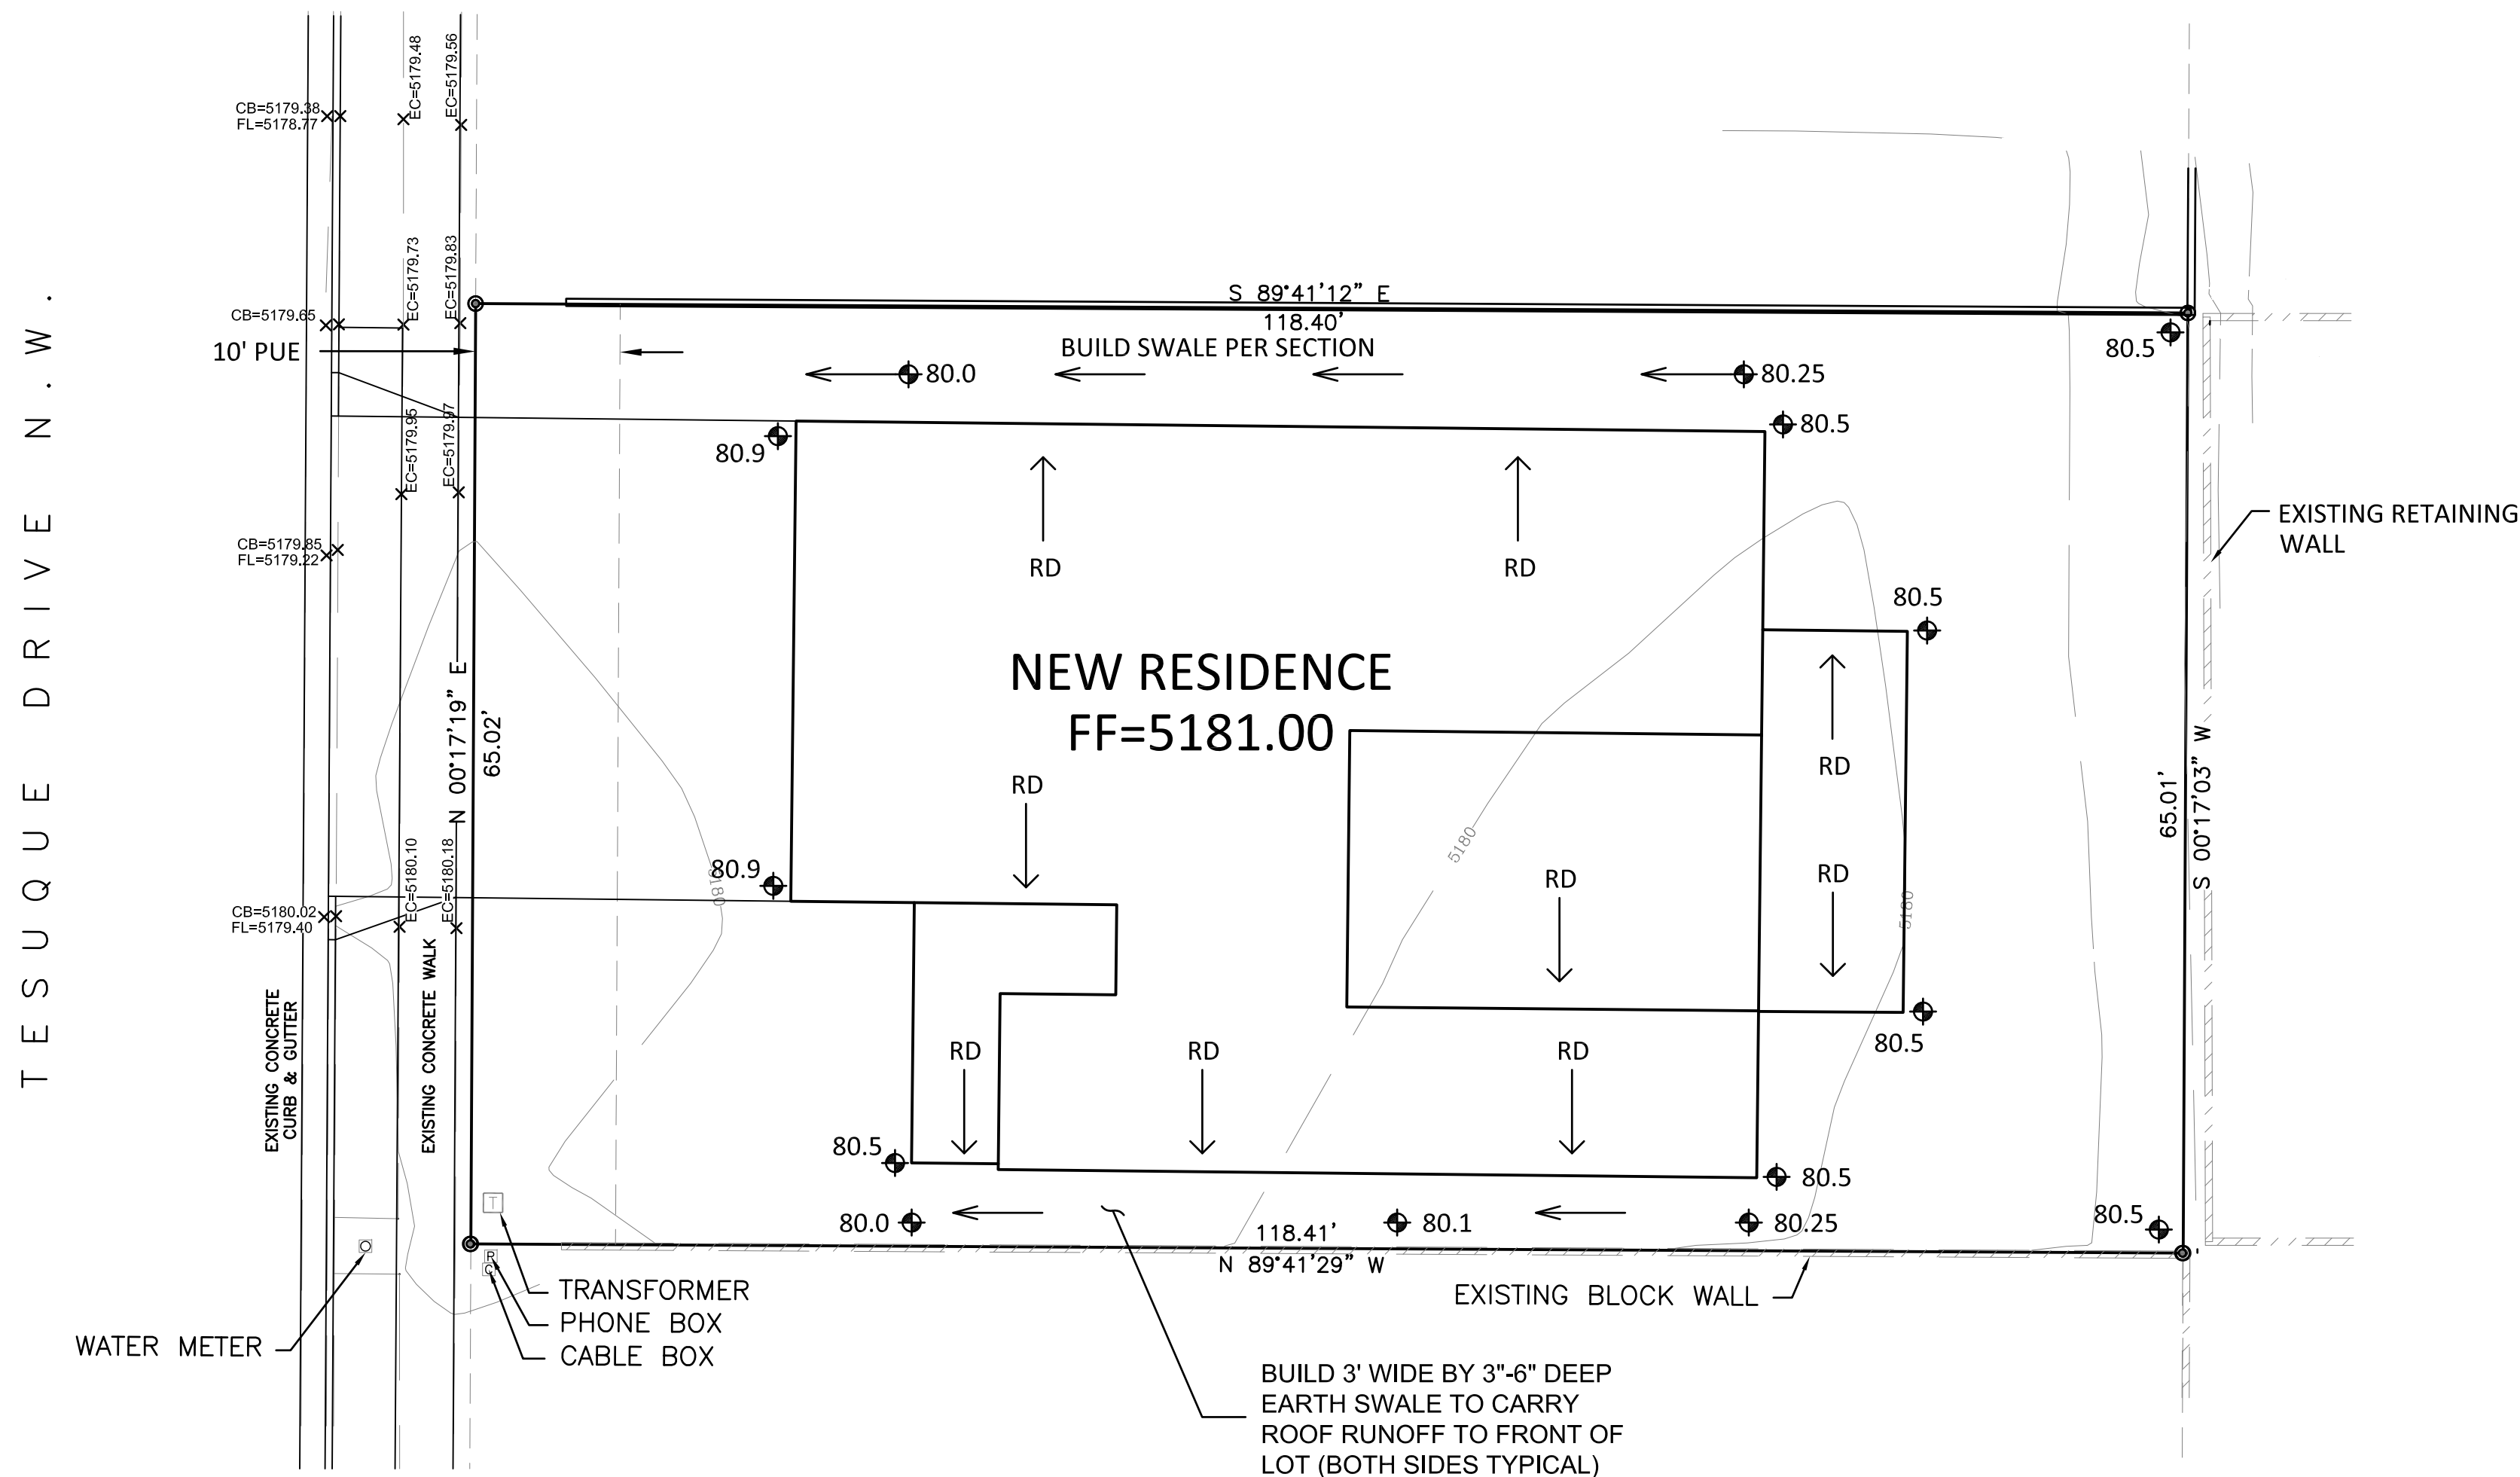 TESUQUE DRIVE N.W.
CB=5179.38
FL=5178.77
EC=5179.48
EC=5179.56
CB=5179.65
EC=5179.73
EC=5179.83
10' PUE
S 89°41'12" E
118.40'
BUILD SWALE PER SECTION
80.0
80.25
80.5
80.9
80.5
EC=5179.95
EC=5179.97
CB=5179.85
FL=5179.22
RD
RD
EXISTING RETAINING
WALL
80.5
NEW RESIDENCE
FF=5181.00
N 00°17'19" E
65.02'
RD
RD
65.01'
S 00°17'03" W
5180
80.9
5180
RD
RD
5180
EC=5180.10
EC=5180.18
CB=5180.02
FL=5179.40
EXISTING CONCRETE
CURB & GUTTER
EXISTING CONCRETE WALK
RD
RD
RD
80.5
80.5
80.5
T
80.0
80.1
80.25
80.5
118.41'
N 89°41'29" W
P
C
TRANSFORMER
PHONE BOX
CABLE BOX
WATER METER
EXISTING BLOCK WALL
BUILD 3' WIDE BY 3"-6" DEEP
EARTH SWALE TO CARRY
ROOF RUNOFF TO FRONT OF
LOT (BOTH SIDES TYPICAL)